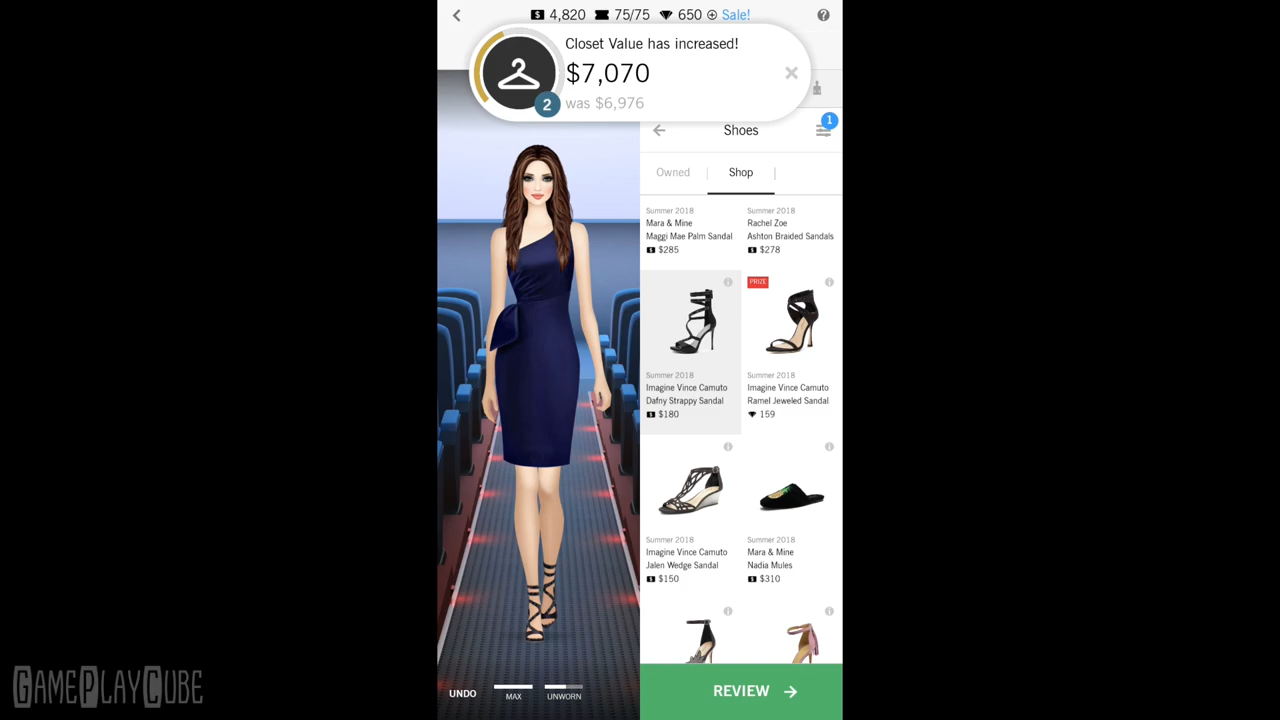 4,820 75/75 650 Sale! ?
Closet Value has increased!
$7,070
was $6,976
2
1
Shoes
Owned Shop
Summer 2018
Mara & Mine
Maggi Mae Palm Sandal
$285
Summer 2018
Rachel Zoe
Ashton Braided Sandals
$278
Summer 2018
Imagine Vince Camuto
Dafny Strappy Sandal
$180
PRIZE
Summer 2018
Imagine Vince Camuto
Ramel Jeweled Sandal
159
Summer 2018
Imagine Vince Camuto
Jalen Wedge Sandal
$150
Summer 2018
Mara & Mine
Nadia Mules
$310
UNDO
MAX
UNWORN
REVIEW
GamePlayCube